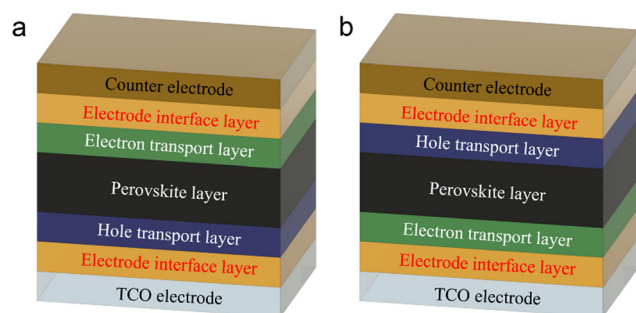 a
Counter electrode
Electrode interface layer
Electron transport layer
Perovskite layer
Hole transport layer
Electrode interface layer
TCO electrode
b
Counter electrode
Electrode interface layer
Hole transport layer
Perovskite layer
Electron transport layer
Electrode interface layer
TCO electrode